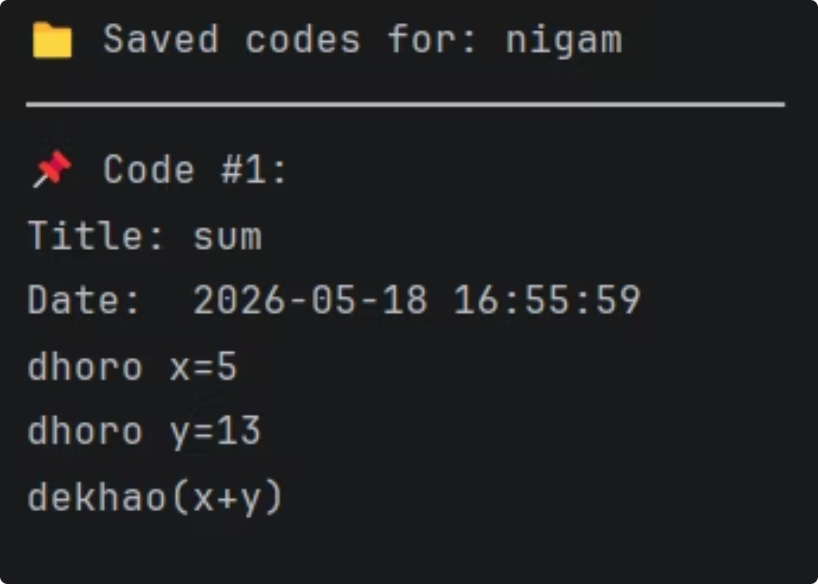 📁 Saved codes for: nigam
📌 Code #1:
Title: sum
Date:  2026-05-18 16:55:59
dhoro x=5
dhoro y=13
dekhao(x+y)